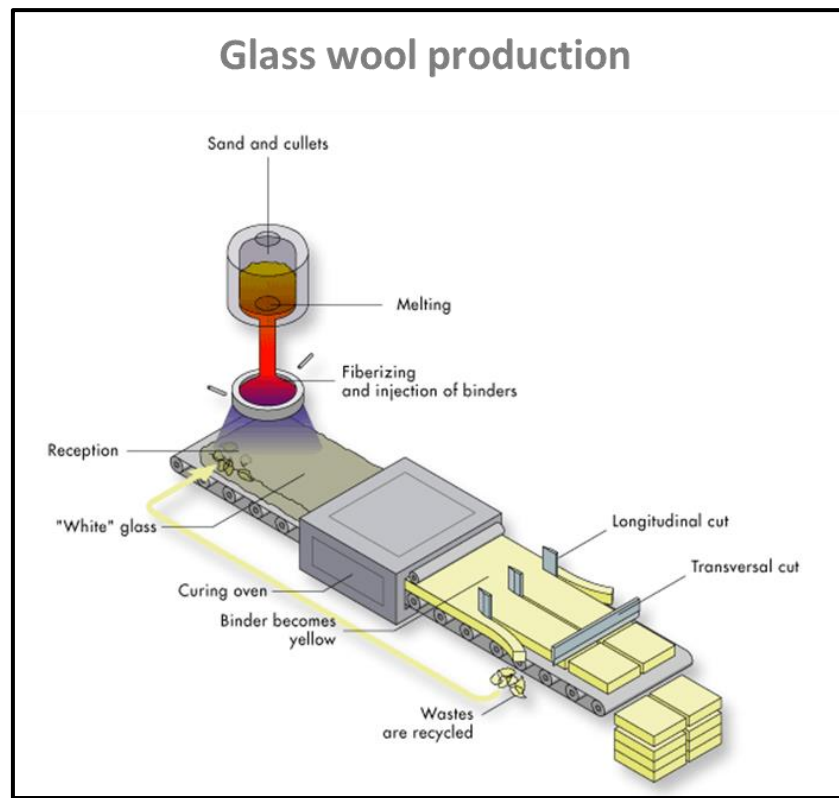 Glass wool production
Sand and cullets
Melting
Fiberizing
and injection of binders
Reception
"White" glass
Longitudinal cut
Transversal cut
Curing oven
Binder becomes
yellow
Wastes
are recycled